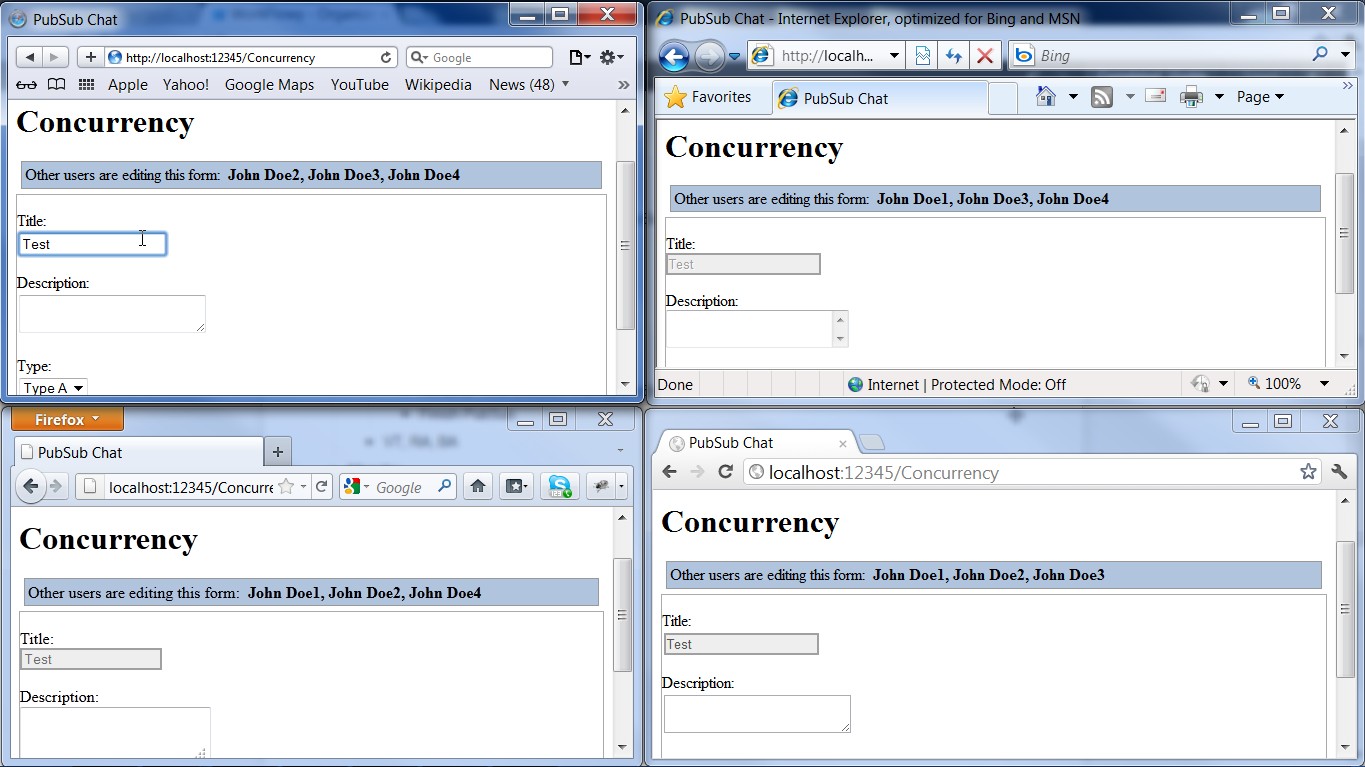 PubSub Chat
http://localhost:12345/Concurrency
Google
Apple Yahoo! Google Maps YouTube Wikipedia News (48)
Concurrency
Other users are editing this form: John Doe2, John Doe3, John Doe4
Title:
Test
Description:
Type:
Type A
PubSub Chat - Internet Explorer, optimized for Bing and MSN
http://localh...
Bing
Favorites
PubSub Chat
Page
Concurrency
Other users are editing this form: John Doe1, John Doe3, John Doe4
Title:
Test
Description:
Done
Internet | Protected Mode: Off
100%
Firefox
PubSub Chat
localhost:12345/Concurre
Google
Concurrency
Other users are editing this form: John Doe1, John Doe2, John Doe4
Title:
Test
Description:
PubSub Chat
localhost:12345/Concurrency
Concurrency
Other users are editing this form: John Doe1, John Doe2, John Doe3
Title:
Test
Description: